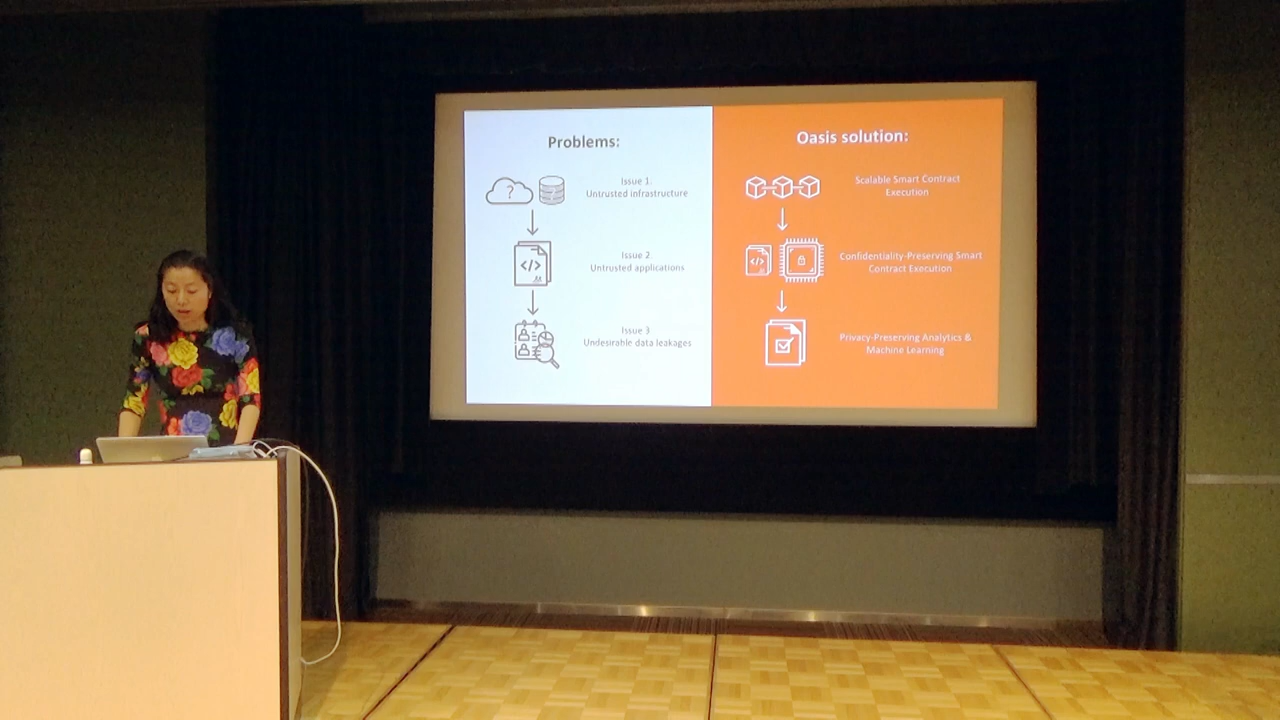 Problems:
Issue 1.
Untrusted infrastructure
?
</>
Issue 2
Untrusted applications
Issue 3
Undesirable data leakages
Oasis solution:
Scalable Smart Contract
Execution
</>
Confidentiality-Preserving Smart
Contract Execution
Privacy-Preserving Analytics &
Machine Learning